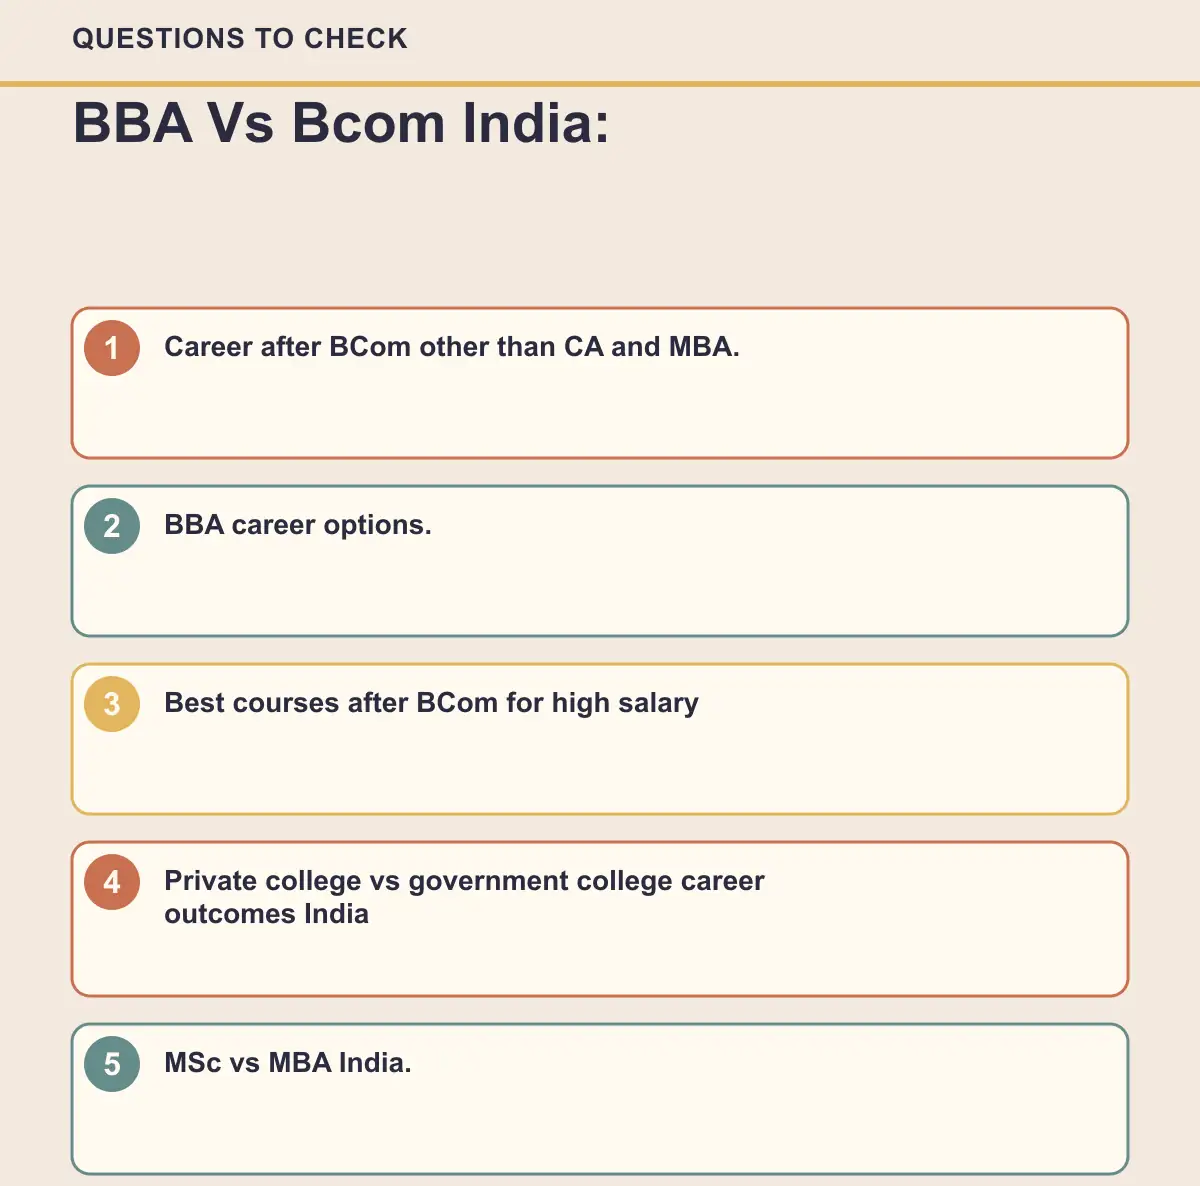 QUESTIONS TO CHECK
BBA Vs Bcom India:
1
Career after BCom other than CA and MBA.
2
BBA career options.
3
Best courses after BCom for high salary
4
Private college vs government college career
outcomes India
5
MSc vs MBA India.